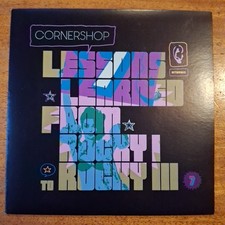 CORNERSHOP
LESSONS
LEARNED
FROM
ROCKY I
TO ROCKY III